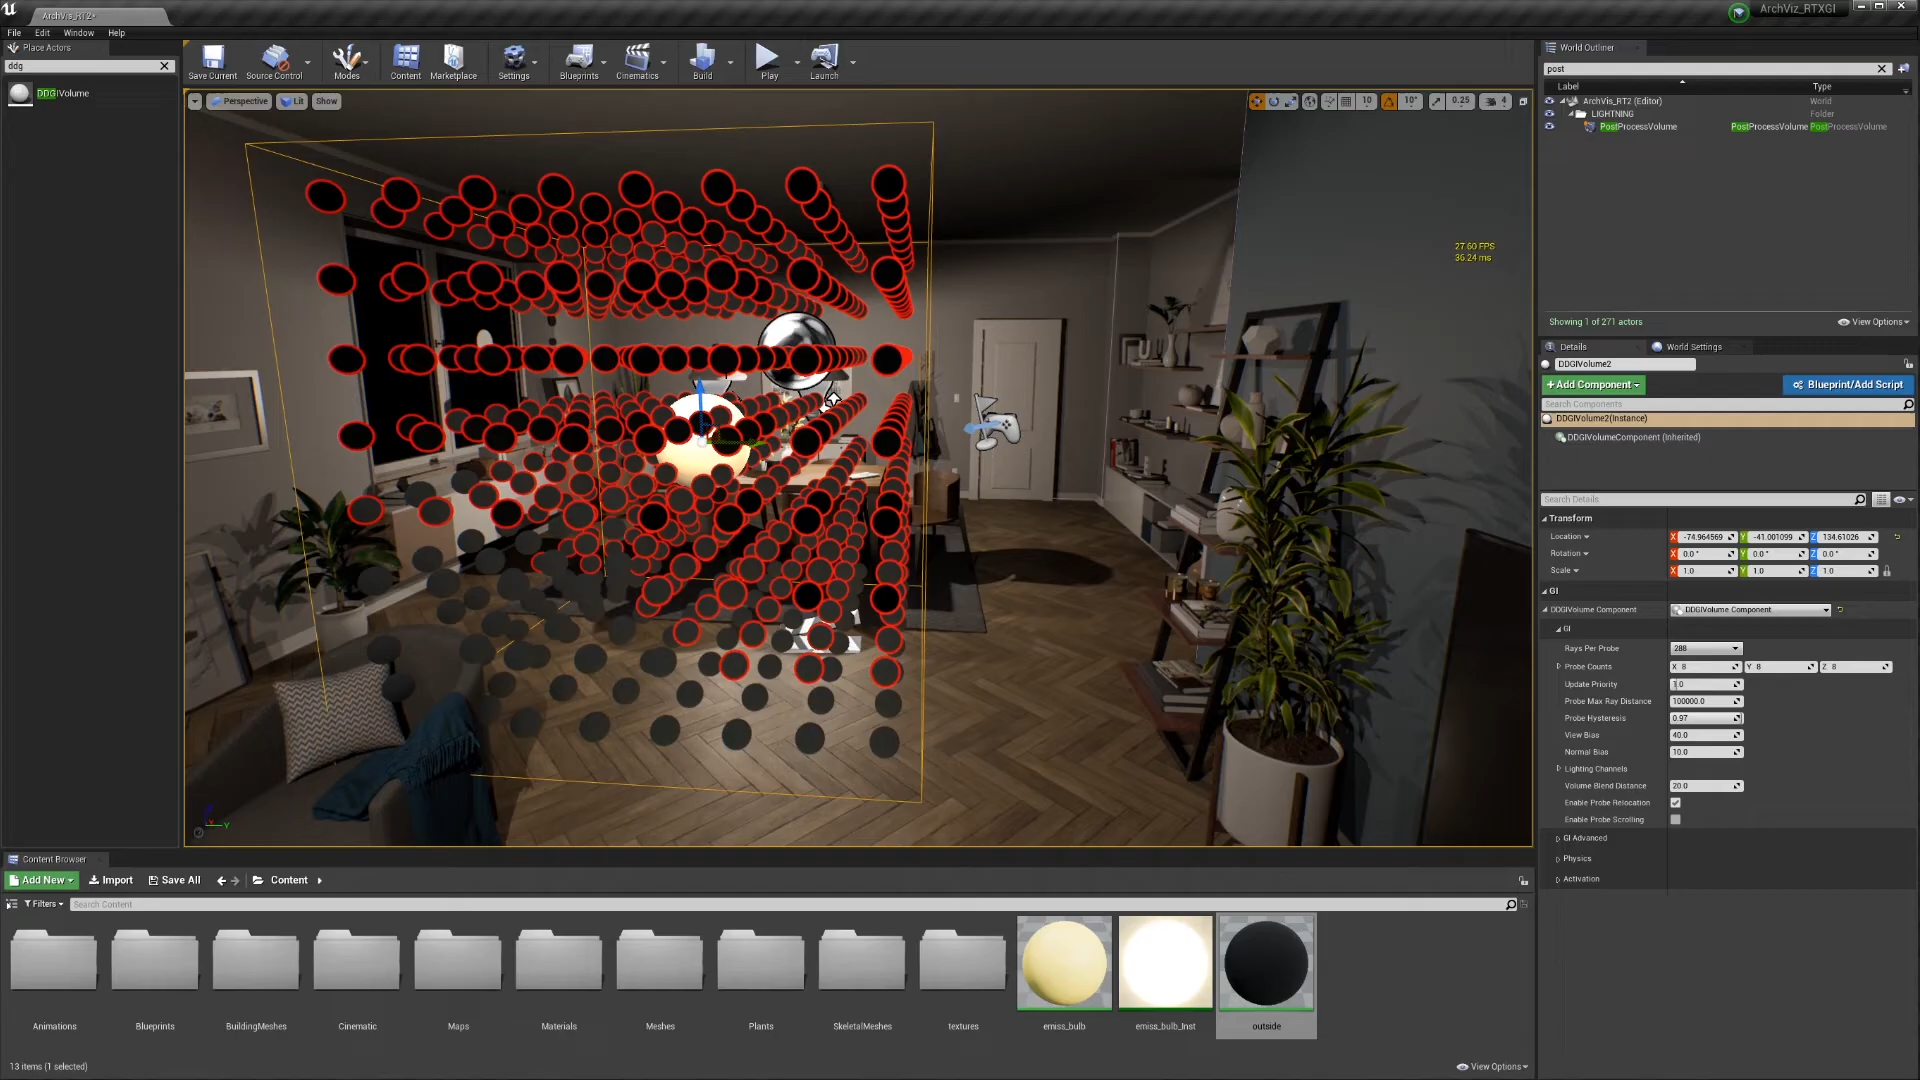 ArchVis_RT2*
ArchViz_RTXGI
File Edit Window Help
Place Actors
ddg
DDGIVolume
Save Current
Source Control
Modes
Content
Marketplace
Settings
Blueprints
Cinematics
Build
Play
Launch
Perspective
Lit
Show
10
10°
0.25
4
27.60 FPS
36.24 ms
World Outliner
post
Label Type
ArchVis_RT2 (Editor) World
LIGHTNING Folder
PostProcessVolume PostProcessVolume PostProcessVolume
Showing 1 of 271 actors
View Options
Details
World Settings
DDGIVolume2
+Add Component
Blueprint/Add Script
Search Components
DDGIVolume2(Instance)
DDGIVolumeComponent (Inherited)
Search Details
Transform
Location X -74.964569 Y -41.001099 Z 134.61026
Rotation X 0.0° Y 0.0° Z 0.0°
Scale X 1.0 Y 1.0 Z 1.0
GI
DDGIVolume Component DDGIVolume Component
GI
Rays Per Probe 288
Probe Counts X 8 Y 8 Z 8
Update Priority 1.0
Probe Max Ray Distance 100000.0
Probe Hysteresis 0.97
View Bias 40.0
Normal Bias 10.0
Lighting Channels
Volume Blend Distance 20.0
Enable Probe Relocation
Enable Probe Scrolling
GI Advanced
Physics
Activation
Content Browser
Add New
Import
Save All
Content
Filters
Search Content
Animations
Blueprints
BuildingMeshes
Cinematic
Maps
Materials
Meshes
Plants
SkeletalMeshes
textures
emiss_bulb
emiss_bulb_Inst
outside
13 items (1 selected)
View Options